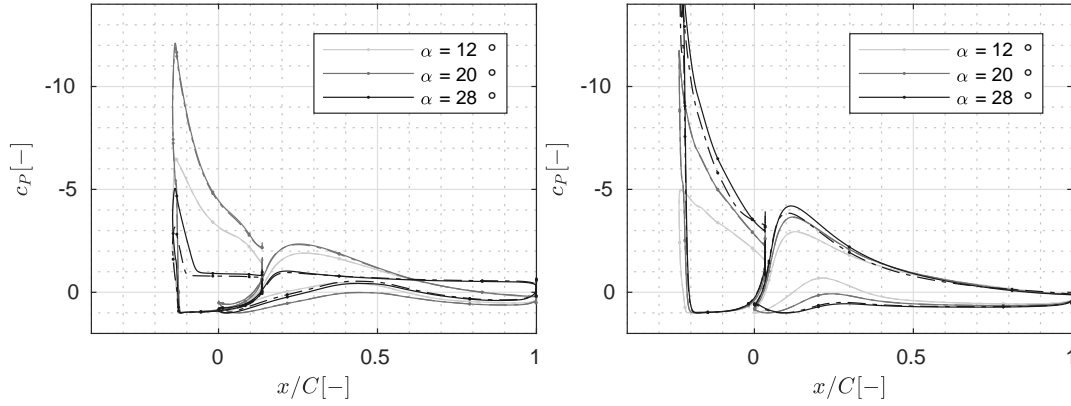 α = 12 °
α = 20 °
α = 28 °
-10
-5
0
c_P[-]
0 0.5 1
x/C[-]
α = 12 °
α = 20 °
α = 28 °
-10
-5
0
c_P[-]
0 0.5 1
x/C[-]